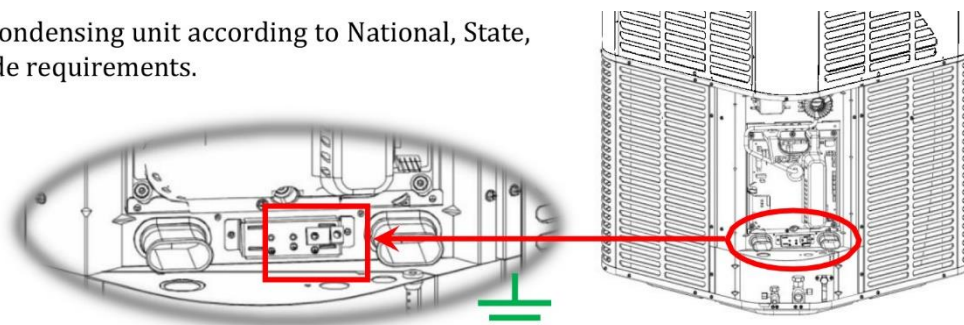 ondensing unit according to National, State,
de requirements.